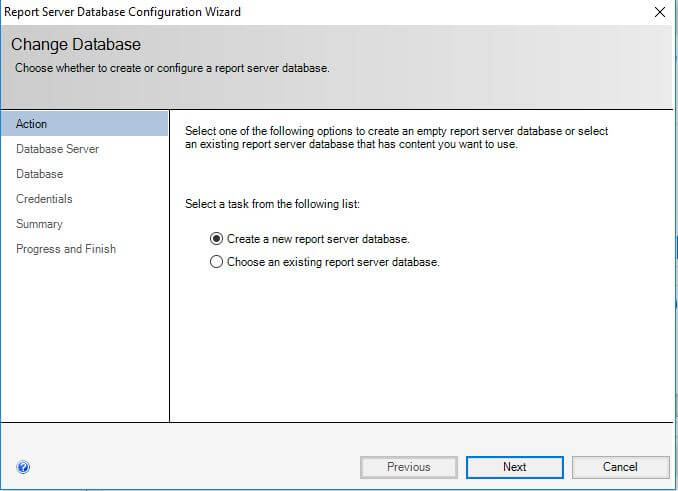 Report Server Database Configuration Wizard
Change Database
Choose whether to create or configure a report server database.
Action
Database Server
Database
Credentials
Summary
Progress and Finish
Select one of the following options to create an empty report server database or select
an existing report server database that has content you want to use.
Select a task from the following list:
Create a new report server database.
Choose an existing report server database.
Previous
Next
Cancel